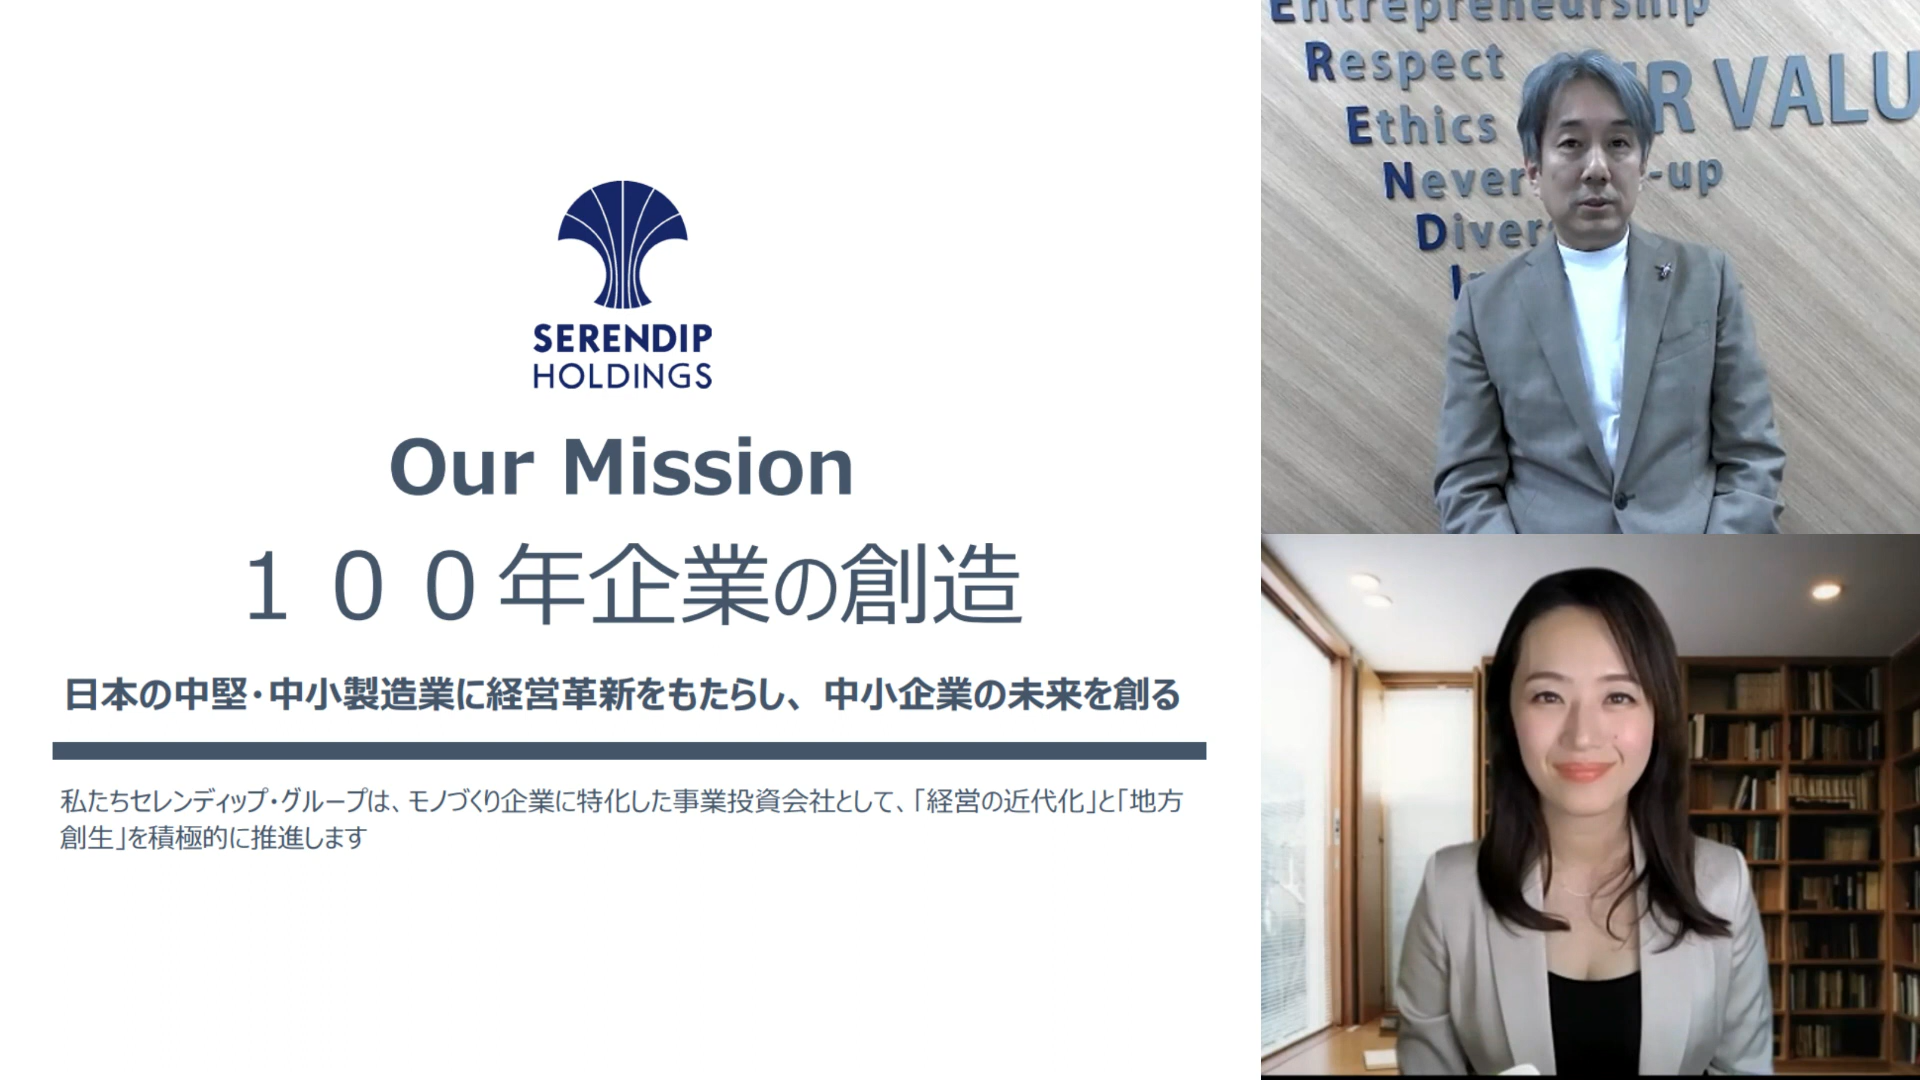 SERENDIP
HOLDINGS
Our Mission
１００年企業の創造
日本の中堅・中小製造業に経営革新をもたらし、中小企業の未来を創る
私たちセレンディップ・グループは、モノづくり企業に特化した事業投資会社として、「経営の近代化」と「地方
創生」を積極的に推進します
Entrepreneurship
Respect
Ethics
Never -up